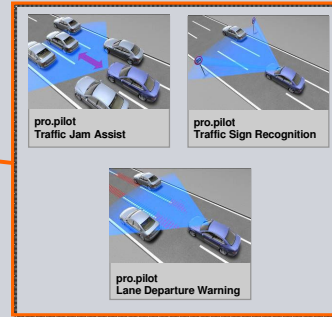 pro.pilot
Traffic Jam Assist
pro.pilot
Traffic Sign Recognition
pro.pilot
Lane Departure Warning